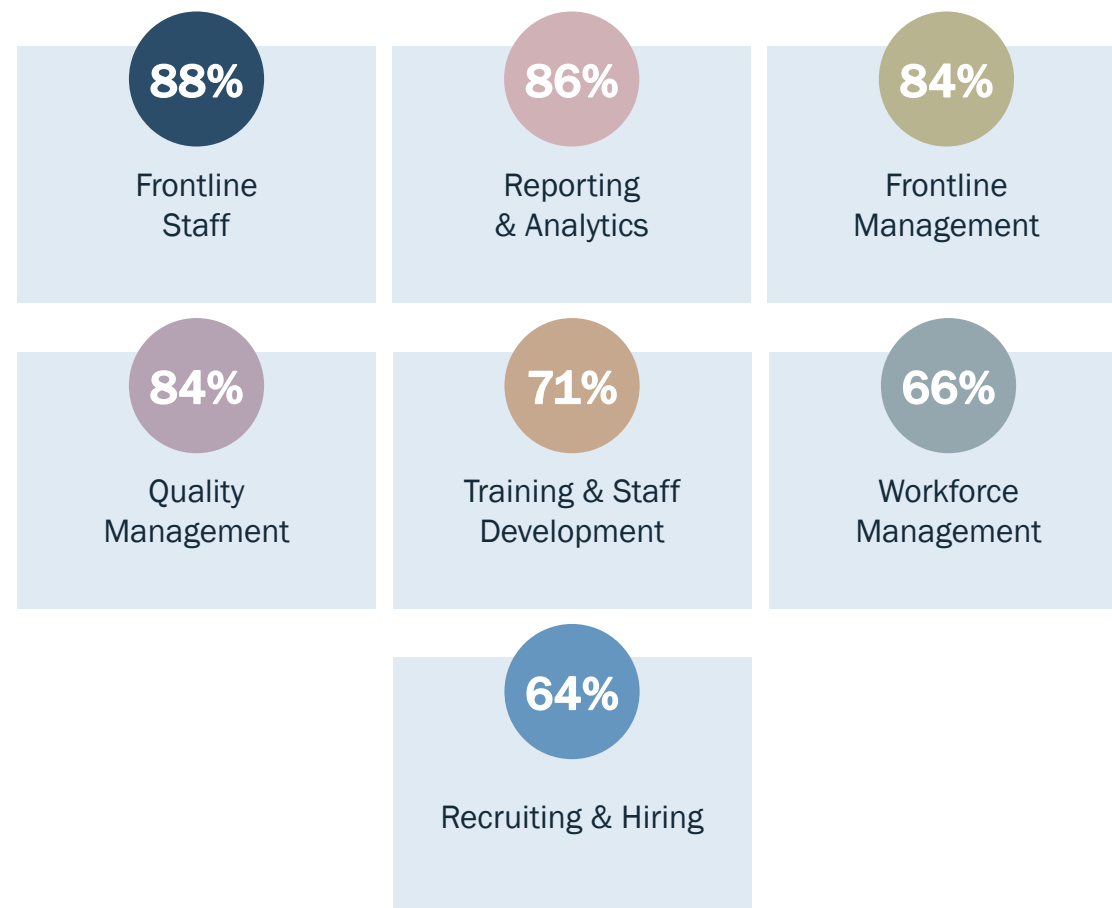 88%
Frontline
Staff
86%
Reporting
& Analytics
84%
Frontline
Management
84%
Quality
Management
71%
Training & Staff
Development
66%
Workforce
Management
64%
Recruiting & Hiring